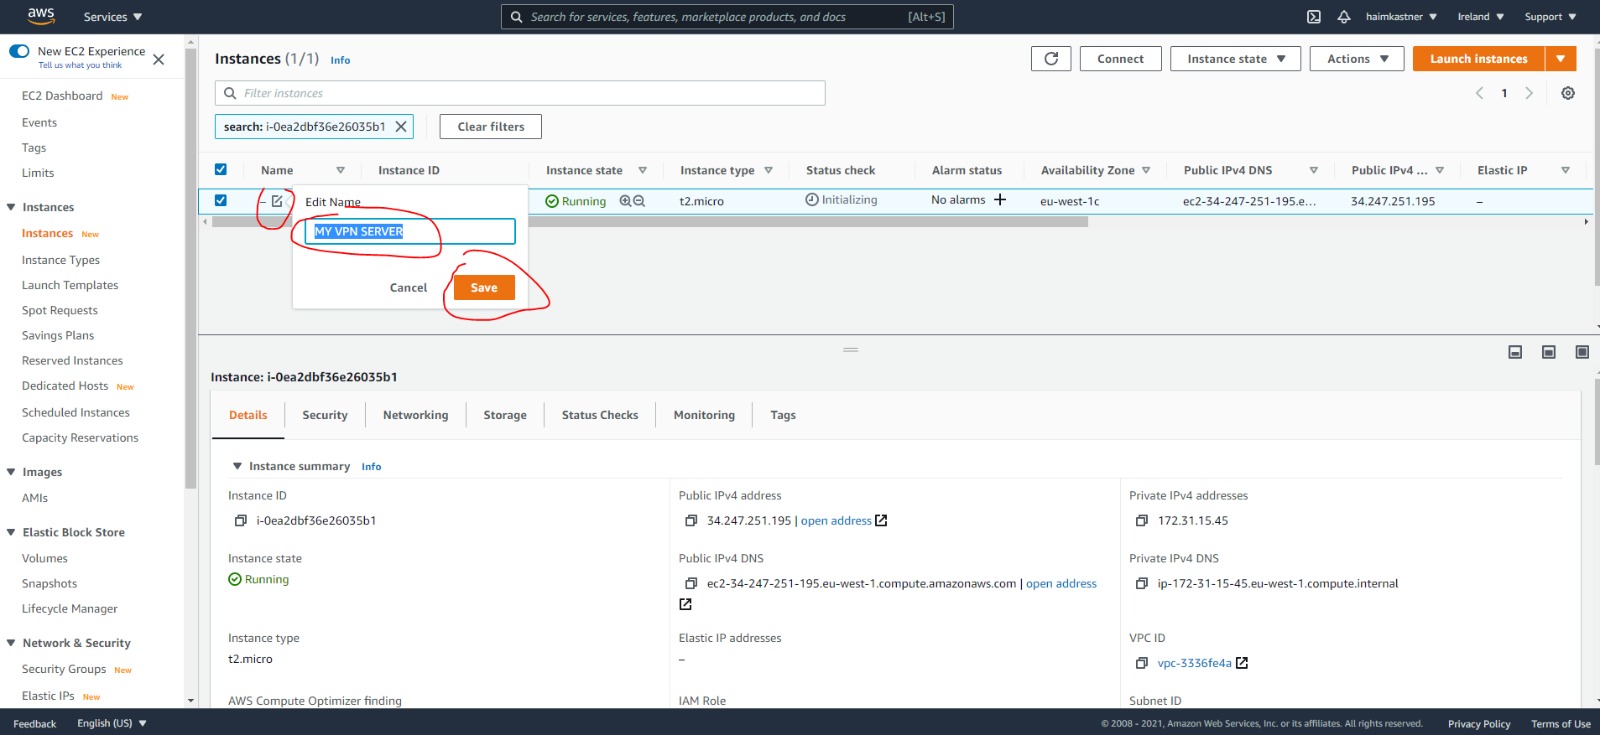 aws Services ▼ Search for services, features, marketplace products, and docs [Alt+S] haimkastner ▼ Ireland ▼ Support ▼
New EC2 Experience
Tell us what you think
EC2 Dashboard New
Events
Tags
Limits
Instances
Instances New
Instance Types
Launch Templates
Spot Requests
Savings Plans
Reserved Instances
Dedicated Hosts New
Scheduled Instances
Capacity Reservations
Images
AMIs
Elastic Block Store
Volumes
Snapshots
Lifecycle Manager
Network & Security
Security Groups New
Elastic IPs New
Instances (1/1) Info
Connect Instance state ▼ Actions ▼ Launch instances ▼
Filter instances
< 1 >
search: i-0ea2dbf36e26035b1 X Clear filters
Name Instance ID Instance state Instance type Status check Alarm status Availability Zone Public IPv4 DNS Public IPv4 ... Elastic IP
– Running t2.micro Initializing No alarms + eu-west-1c ec2-34-247-251-195.e... 34.247.251.195 –
Edit Name
MY VPN SERVER
Cancel Save
Instance: i-0ea2dbf36e26035b1
Details Security Networking Storage Status Checks Monitoring Tags
▼ Instance summary Info
Instance ID
i-0ea2dbf36e26035b1
Public IPv4 address
34.247.251.195 | open address
Private IPv4 addresses
172.31.15.45
Instance state
Running
Public IPv4 DNS
ec2-34-247-251-195.eu-west-1.compute.amazonaws.com | open address
Private IPv4 DNS
ip-172-31-15-45.eu-west-1.compute.internal
Instance type
t2.micro
Elastic IP addresses
–
VPC ID
vpc-3336fe4a
AWS Compute Optimizer finding
IAM Role
Subnet ID
Feedback English (US) ▼ © 2008 - 2021, Amazon Web Services, Inc. or its affiliates. All rights reserved. Privacy Policy Terms of Use